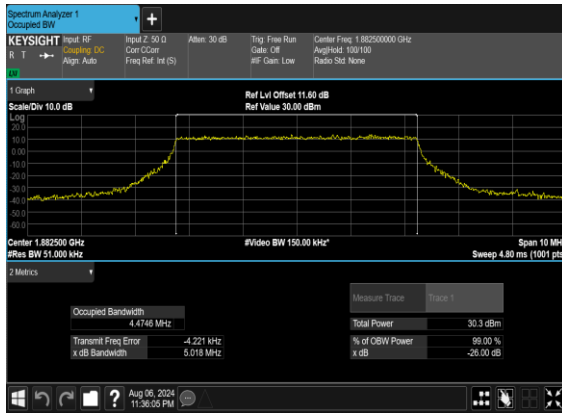 Spectrum Analyzer 1
Occupied BW
+
KEYSIGHT
R T
Input: RF
Coupling: DC
Align: Auto
Input Z: 50 Ω
Corr CCorr
Freq Ref: Int (S)
Atten: 30 dB
Trig: Free Run
Gate: Off
#IF Gain: Low
Center Freq: 1.882500000 GHz
Avg|Hold: 100/100
Radio Std: None
1 Graph
Scale/Div 10.0 dB
Ref Lvl Offset 11.60 dB
Ref Value 30.00 dBm
Log
20.0
10.0
0.00
-10.0
-20.0
-30.0
-40.0
-50.0
-60.0
Center 1.882500 GHz
#Res BW 51.000 kHz
#Video BW 150.00 kHz*
Span 10 MH
Sweep 4.80 ms (1001 pts
2 Metrics
Measure Trace
Trace 1
Occupied Bandwidth
4.4746 MHz
Total Power
30.3 dBm
Transmit Freq Error
-4.221 kHz
% of OBW Power
99.00 %
x dB Bandwidth
5.018 MHz
x dB
-26.00 dB
?
Aug 06, 2024
11:36:05 PM